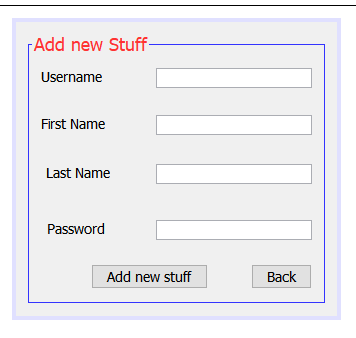 Add new Stuff
Username
First Name
Last Name
Password
Add new stuff
Back